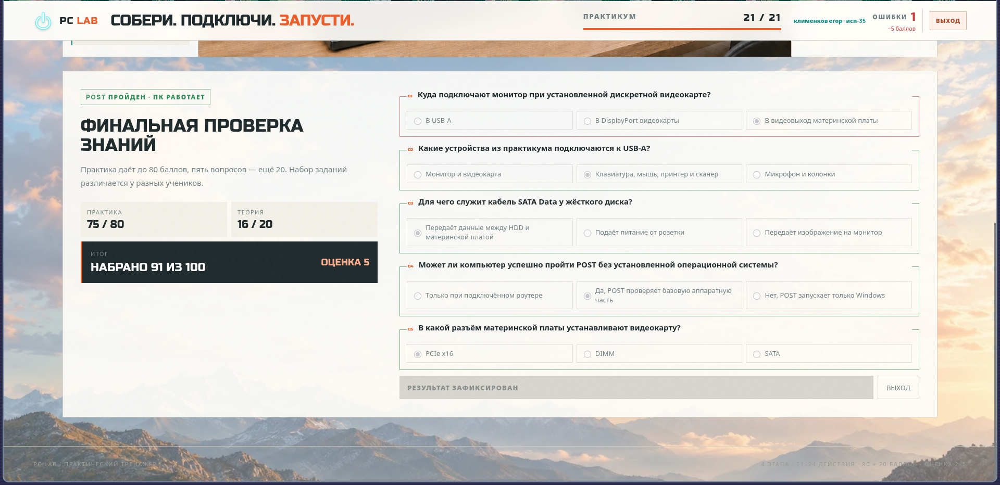 PC LAB
СОБЕРИ. ПОДКЛЮЧИ. ЗАПУСТИ.
ПРАКТИКУМ
21 / 21
клименков егор · исп-35
ОШИБКИ 1
−5 баллов
ВЫХОД
POST ПРОЙДЕН · ПК РАБОТАЕТ
ФИНАЛЬНАЯ ПРОВЕРКА
ЗНАНИЙ
Практика даёт до 80 баллов, пять вопросов — ещё 20. Набор заданий
различается у разных учеников.
ПРАКТИКА
75 / 80
ТЕОРИЯ
16 / 20
ИТОГ
НАБРАНО 91 ИЗ 100
ОЦЕНКА 5
01 Куда подключают монитор при установленной дискретной видеокарте?
В USB-A
В DisplayPort видеокарты
В видеовыход материнской платы
02 Какие устройства из практикума подключаются к USB-A?
Монитор и видеокарта
Клавиатура, мышь, принтер и сканер
Микрофон и колонки
03 Для чего служит кабель SATA Data у жёсткого диска?
Передаёт данные между HDD и
материнской платой
Подаёт питание от розетки
Передаёт изображение на монитор
04 Может ли компьютер успешно пройти POST без установленной операционной системы?
Только при подключённом роутере
Да, POST проверяет базовую аппаратную
часть
Нет, POST запускает только Windows
05 В какой разъём материнской платы устанавливают видеокарту?
PCIe x16
DIMM
SATA
РЕЗУЛЬТАТ ЗАФИКСИРОВАН
ВЫХОД
PC LAB · ПРАКТИЧЕСКИЙ ТРЕНАЖЁР
4 ЭТАПА · 21–24 ДЕЙСТВИЯ · 80 + 20 БАЛЛОВ · ОЦЕНКА 2–5